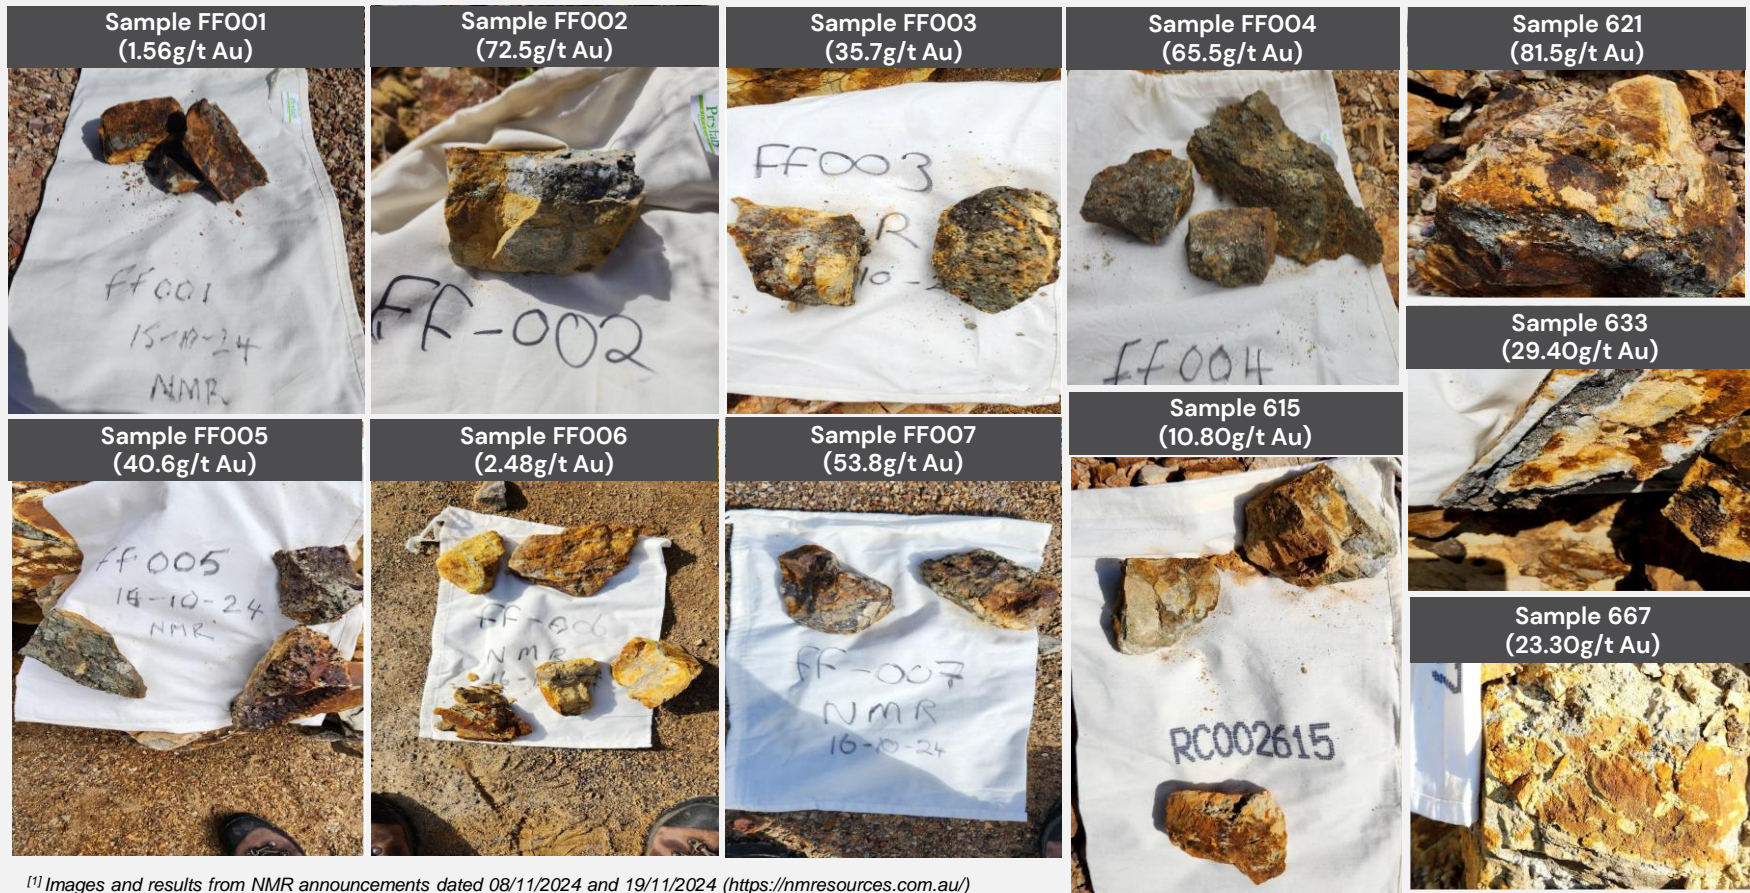 Sample FF001
(1.56g/t Au)
FF001
15-10-24
NMR
Sample FF002
(72.5g/t Au)
FF-002
Sample FF003
(35.7g/t Au)
FF003
R
10-
Sample FF004
(65.5g/t Au)
FF004
Sample 621
(81.5g/t Au)
Sample 633
(29.40g/t Au)
Sample FF005
(40.6g/t Au)
FF005
16-10-24
NMR
Sample FF006
(2.48g/t Au)
FF-006
NMR
16-
Sample FF007
(53.8g/t Au)
FF-007
NMR
16-10-24
Sample 615
(10.80g/t Au)
RC002615
Sample 667
(23.30g/t Au)
[1] Images and results from NMR announcements dated 08/11/2024 and 19/11/2024 (https://nmresources.com.au/)